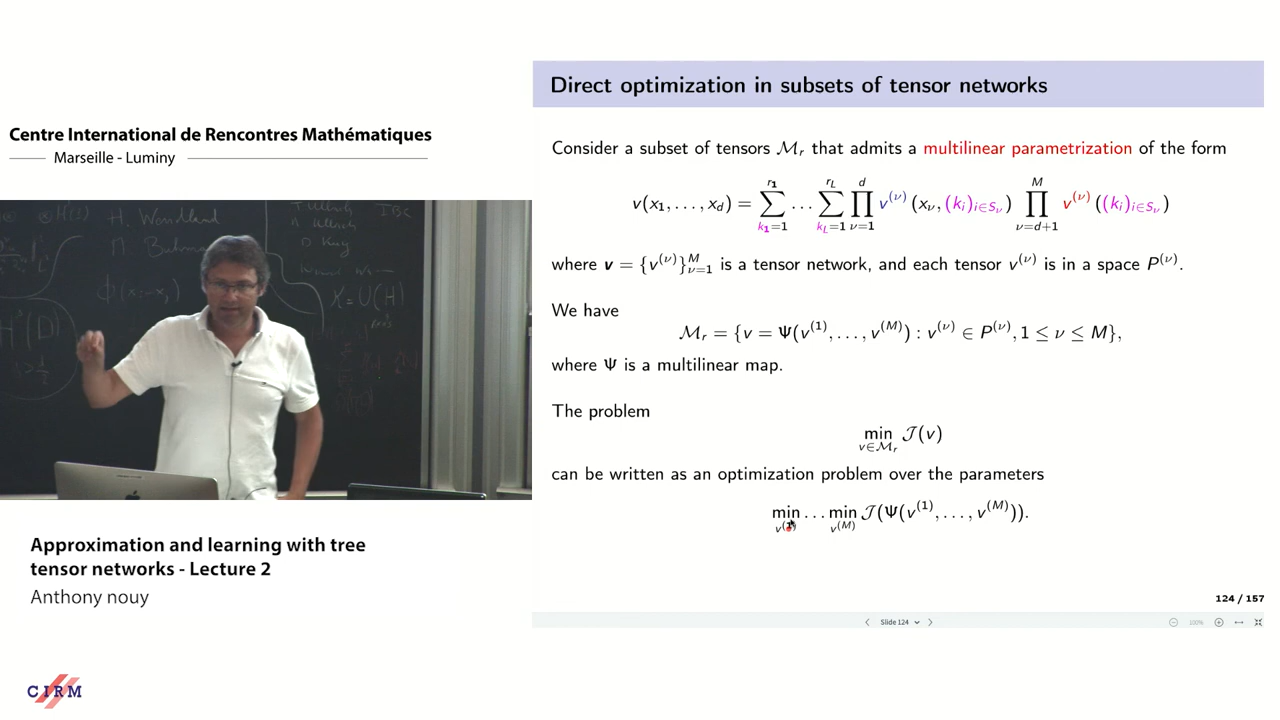 Centre International de Rencontres Mathématiques
Marseille - Luminy
H. Wendland
K = U(H)
Approximation and learning with tree
tensor networks - Lecture 2
Anthony nouy
CIRM
Direct optimization in subsets of tensor networks
Consider a subset of tensors ℳ_r that admits a multilinear parametrization of the form
v(x_1, . . . , x_d) = ∑_{k_1=1}^{r_1} . . . ∑_{k_L=1}^{r_L} ∏_{ν=1}^{d} v^{(ν)} (x_ν, (k_i)_{i∈S_ν}) ∏_{ν=d+1}^{M} v^{(ν)} ((k_i)_{i∈S_ν})
where v = {v^{(ν)}}_{ν=1}^{M} is a tensor network, and each tensor v^{(ν)} is in a space P^{(ν)}.
We have
ℳ_r = {v = Ψ(v^{(1)}, . . . , v^{(M)}) : v^{(ν)} ∈ P^{(ν)}, 1 ≤ ν ≤ M},
where Ψ is a multilinear map.
The problem
min_{v∈ℳ_r} 𝒥(v)
can be written as an optimization problem over the parameters
min_{v^{(1)}} . . . min_{v^{(M)}} 𝒥(Ψ(v^{(1)}, . . . , v^{(M)})).
124 / 157
Slide 124
100%